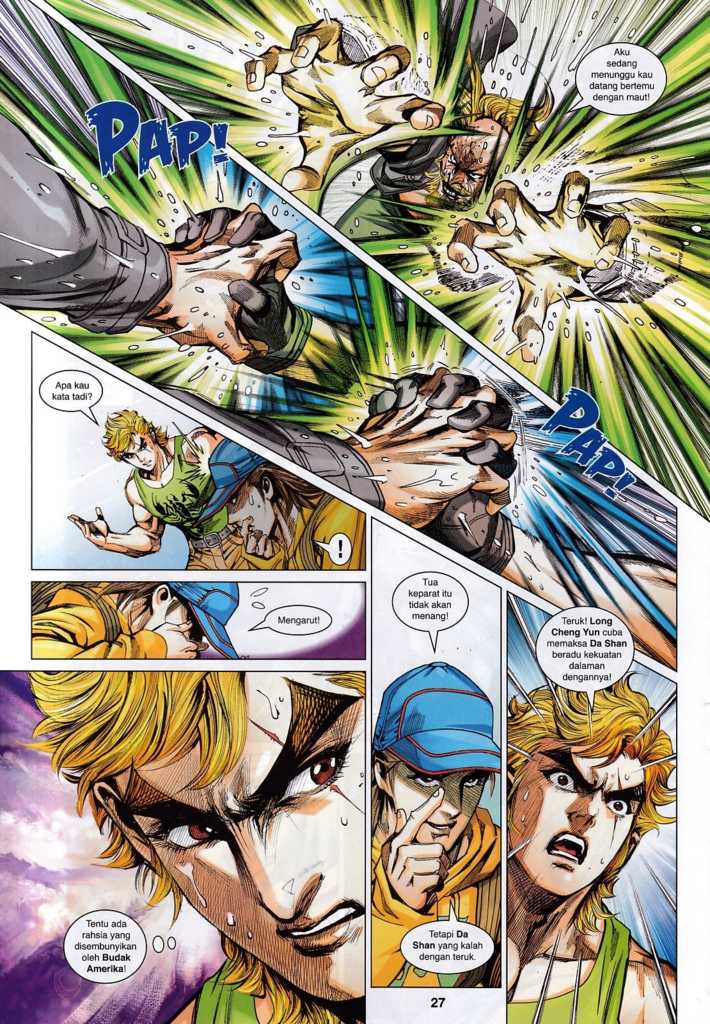 Aku
sedang
menunggu kau
datang bertemu
dengan maut!
PAP!
PAP!
Apa kau
kata tadi?
!
Mengarut!
Tua
keparat itu
tidak akan
menang!
Teruk! Long
Cheng Yun cuba
memaksa Da Shan
beradu kekuatan
dalaman
dengannya!
Tentu ada
rahsia yang
disembunyikan
oleh Budak
Amerika!
Tetapi Da
Shan yang kalah
dengan teruk.
27